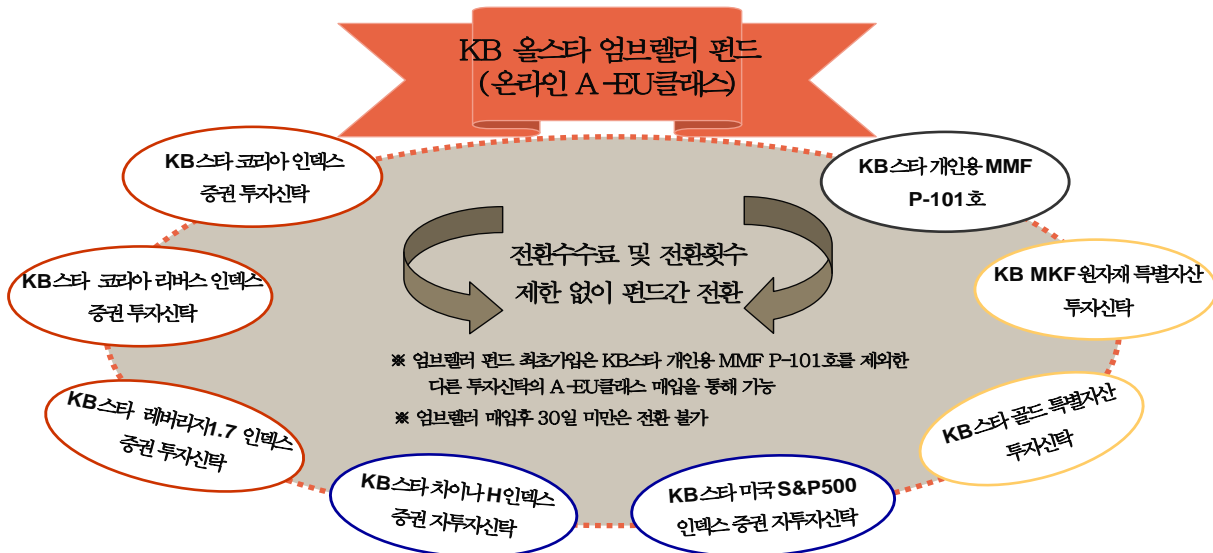 KB 올스타 엄브렐러 펀드
(온라인 A-EU클래스)
KB스타 코리아 인덱스
증권 투자신탁
KB스타 개인용 MMF
P-101호
KB스타 코리아 리버스 인덱스
증권 투자신탁
전환수수료 및 전환횟수
제한 없이 펀드간 전환
KB MKF원자재 특별자산
투자신탁
※ 엄브렐러 펀드 최초가입은 KB스타 개인용 MMF P-101호를 제외한
다른 투자신탁의 A-EU클래스 매입을 통해 가능
※ 엄브렐러 매입후 30일 미만은 전환 불가
KB스타 레버리지1.7 인덱스
증권 투자신탁
KB스타 골드 특별자산
투자신탁
KB스타 차이나H인덱스
증권 자투자신탁
KB스타 미국S&P500
인덱스 증권 자투자신탁